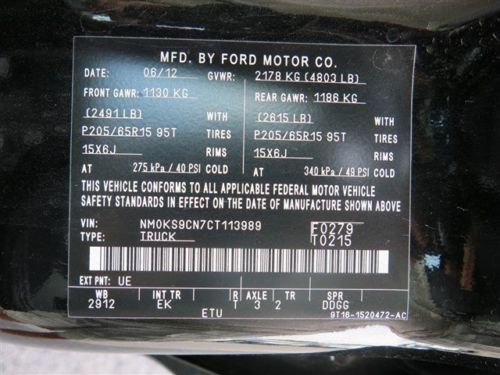 MFD. BY FORD MOTOR CO.
DATE: 06/12 GVWR: 2178 KG (4803 LB)
FRONT GAWR: 1130 KG REAR GAWR: 1186 KG
(2491 LB) WITH (2615 LB) WITH
P205/65R15 95T TIRES P205/65R15 95T TIRES
15X6J RIMS 15X6J RIMS
AT 275 kPa / 40 PSI COLD AT 340 kPa / 49 PSI COLD
THIS VEHICLE CONFORMS TO ALL APPLICABLE FEDERAL MOTOR VEHICLE
SAFETY STANDARDS IN EFFECT ON THE DATE OF MANUFACTURE SHOWN ABOVE.
VIN: NM0KS9CN7CT113989 F0279
TYPE: TRUCK T0215
EXT PNT: UE
WB INT TR R AXLE TR SPR
2912 EK T 3 2 DDGG
ETU 9T16-1520472-AC